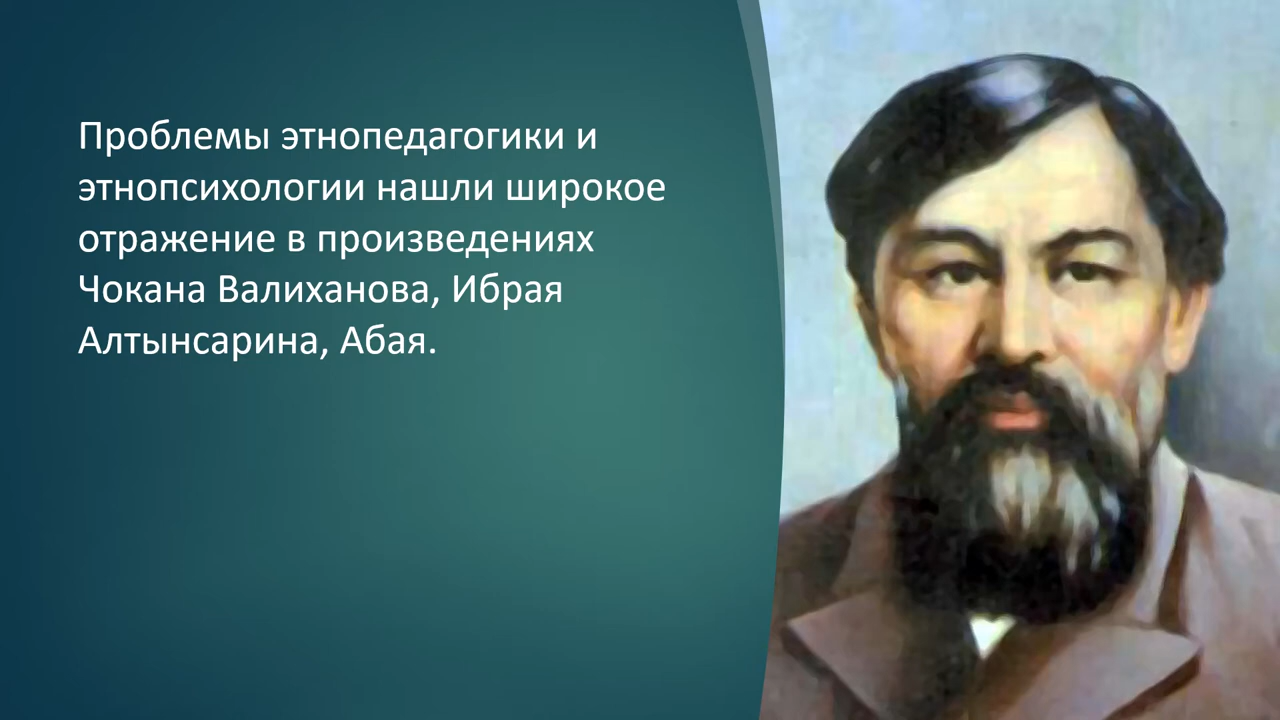 Проблемы этнопедагогики и
этнопсихологии нашли широкое
отражение в произведениях
Чокана Валиханова, Ибрая
Алтынсарина, Абая.